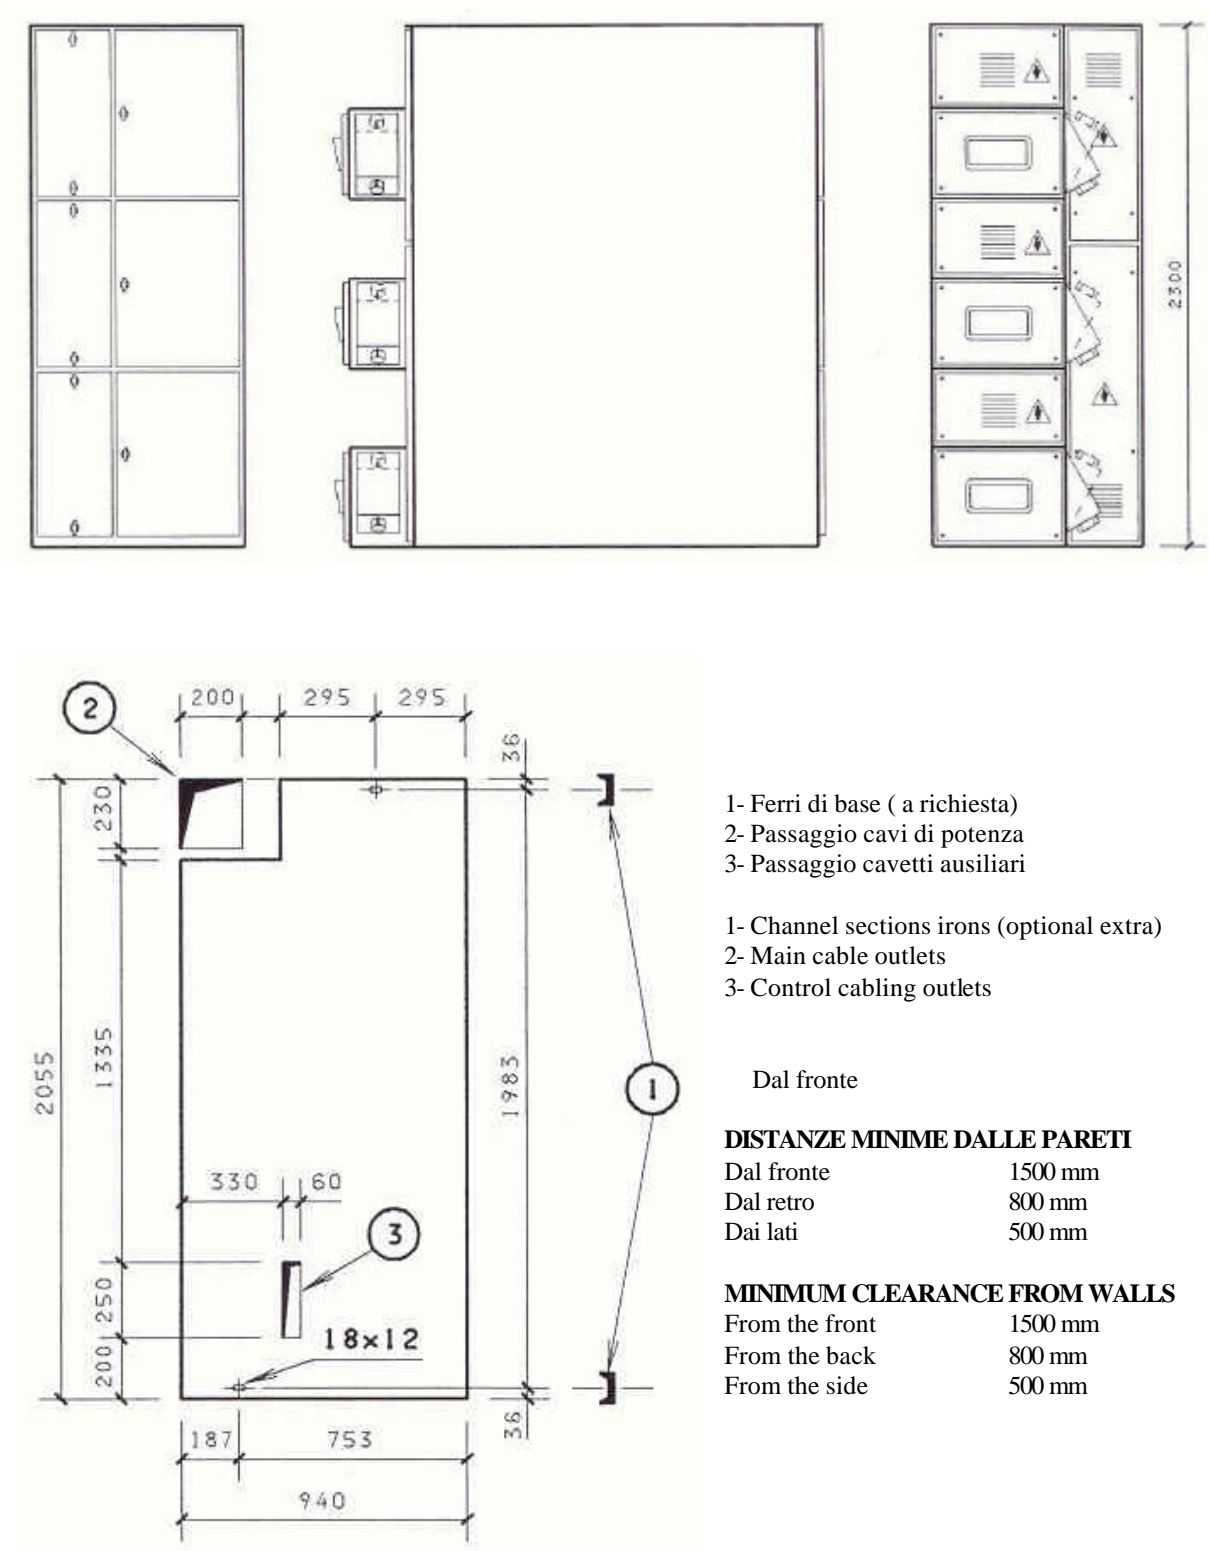 2300
2
200
295
295
36
230
2055
1335
1983
330
60
3
250
200
18x12
36
187
753
940
1
1- Ferri di base ( a richiesta)
2- Passaggio cavi di potenza
3- Passaggio cavetti ausiliari
1- Channel sections irons (optional extra)
2- Main cable outlets
3- Control cabling outlets
Dal fronte
DISTANZE MINIME DALLE PARETI
Dal fronte 1500 mm
Dal retro 800 mm
Dai lati 500 mm
MINIMUM CLEARANCE FROM WALLS
From the front 1500 mm
From the back 800 mm
From the side 500 mm